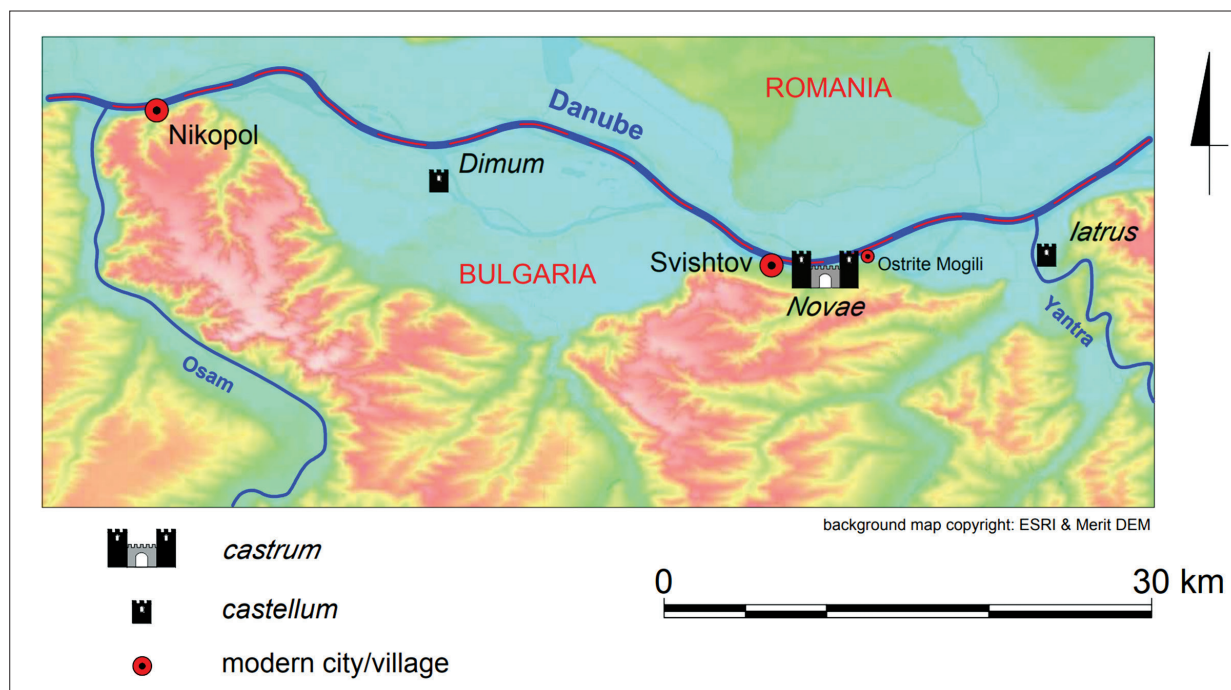 ROMANIA
Danube
Nikopol
Dimum
Iatrus
BULGARIA
Svishtov
Ostrite Mogili
Novae
Yantra
Osam
background map copyright: ESRI & Merit DEM
castrum
0
30 km
castellum
modern city/village